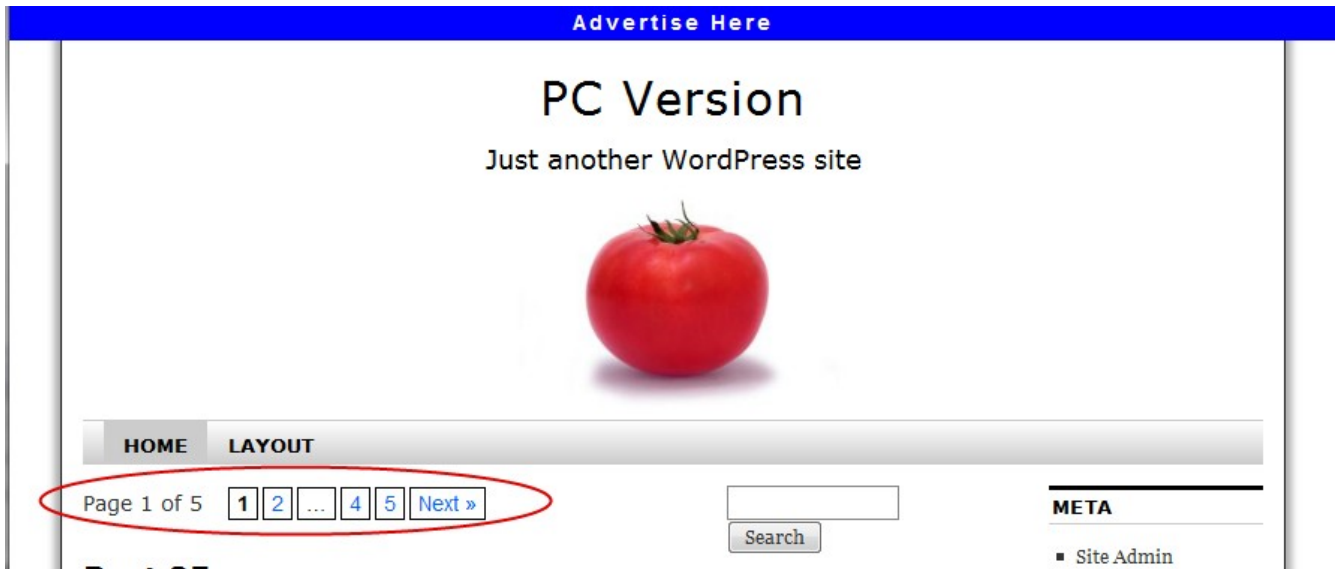 Advertise Here
PC Version
Just another WordPress site
HOME LAYOUT
Page 1 of 5 1 2 ... 4 5 Next »
Search
META
Site Admin